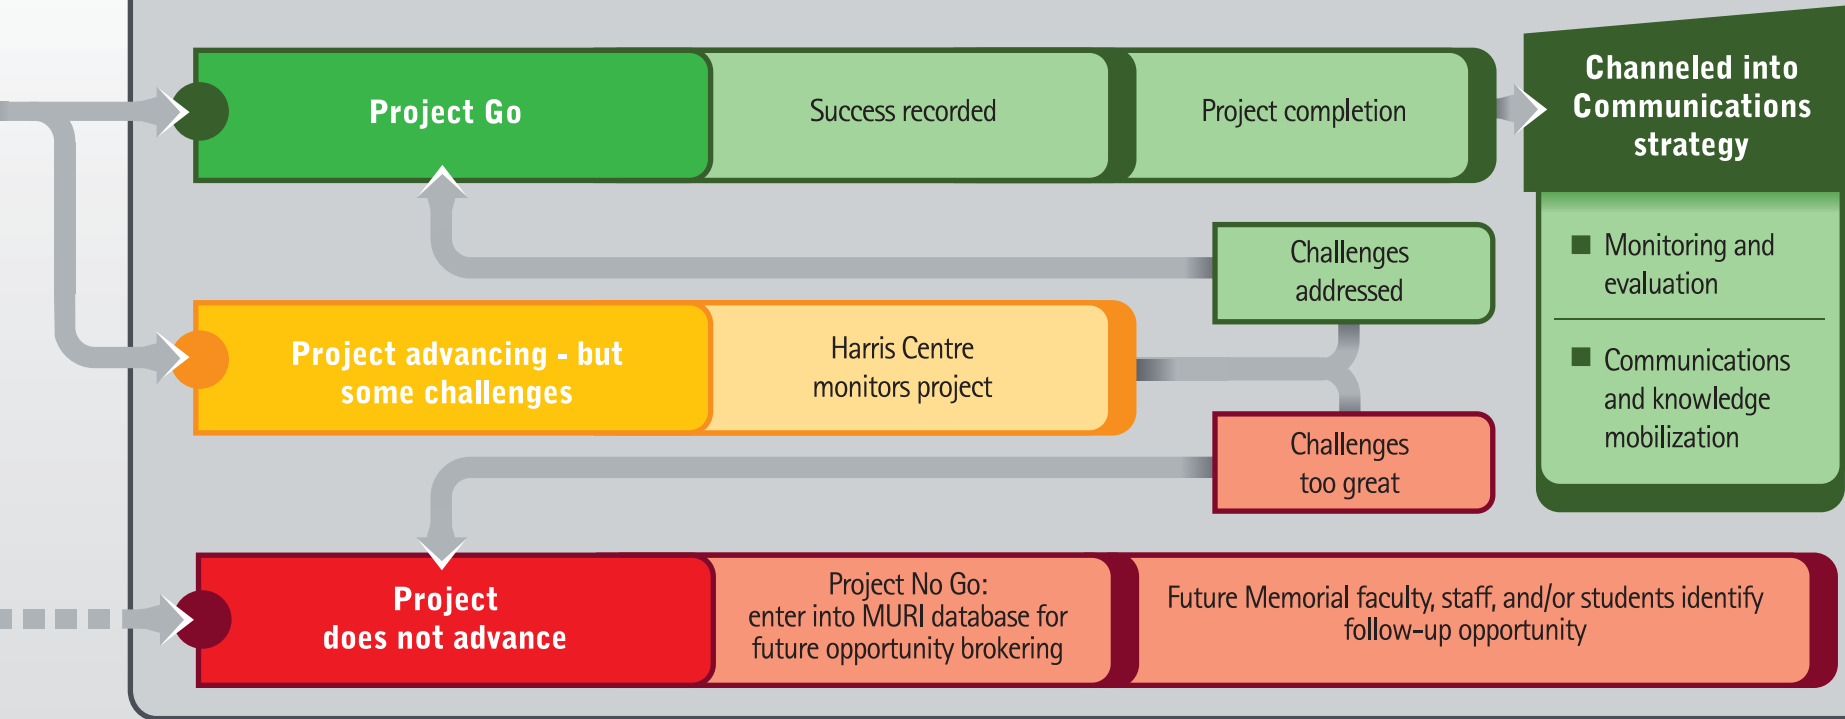 Project Go
Success recorded
Project completion
Channeled into
Communications
strategy
Monitoring and
evaluation
Communications
and knowledge
mobilization
Challenges
addressed
Project advancing - but
some challenges
Harris Centre
monitors project
Challenges
too great
Project
does not advance
Project No Go:
enter into MURI database for
future opportunity brokering
Future Memorial faculty, staff, and/or students identify
follow-up opportunity